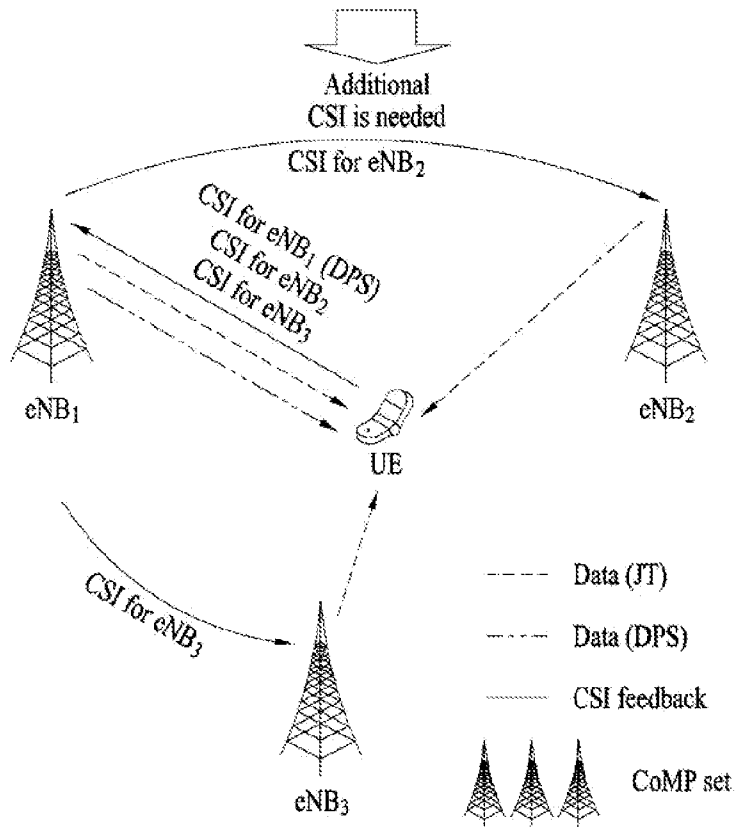 Additional
CSI is needed
CSI for eNB2
CSI for eNB1 (DPS)
CSI for eNB2
CSI for eNB3
eNB1
eNB2
UE
CSI for eNB3
eNB3
Data (JT)
Data (DPS)
CSI feedback
CoMP set